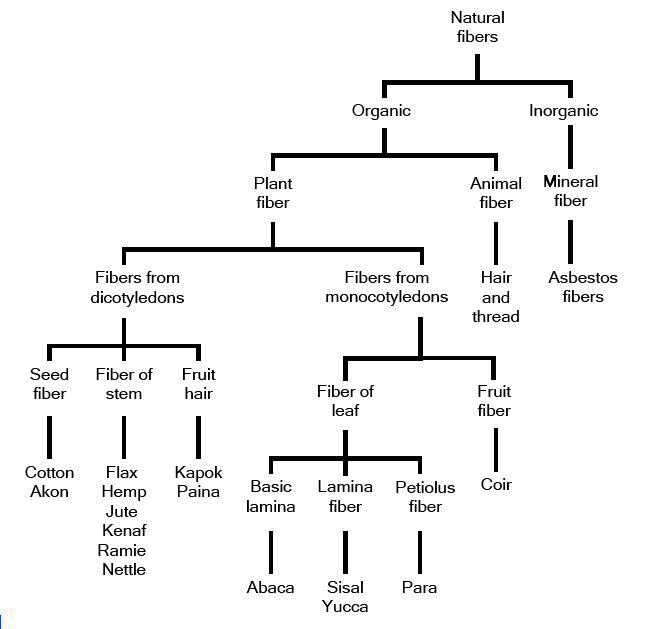 Natural
fibers
Organic
Inorganic
Plant
fiber
Animal
fiber
Mineral
fiber
Fibers from
dicotyledons
Fibers from
monocotyledons
Hair
and
thread
Asbestos
fibers
Seed
fiber
Fiber of
stem
Fruit
hair
Fiber of
leaf
Fruit
fiber
Cotton
Akon
Flax
Hemp
Jute
Kenaf
Ramie
Nettle
Kapok
Paina
Basic
lamina
Lamina
fiber
Petiolus
fiber
Coir
Abaca
Sisal
Yucca
Para